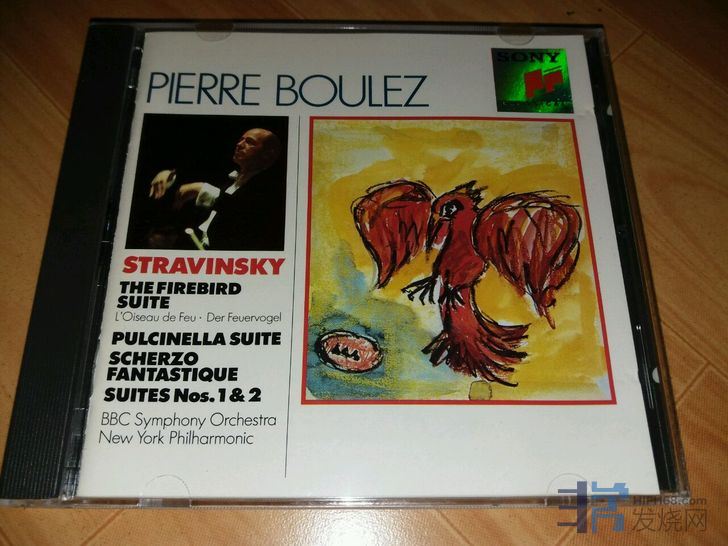 PIERRE BOULEZ
SONY
STRAVINSKY
THE FIREBIRD
SUITE
L'Oiseau de Feu · Der Feuervogel
PULCINELLA SUITE
SCHERZO
FANTASTIQUE
SUITES Nos. 1 & 2
BBC Symphony Orchestra
New York Philharmonic
发烧网